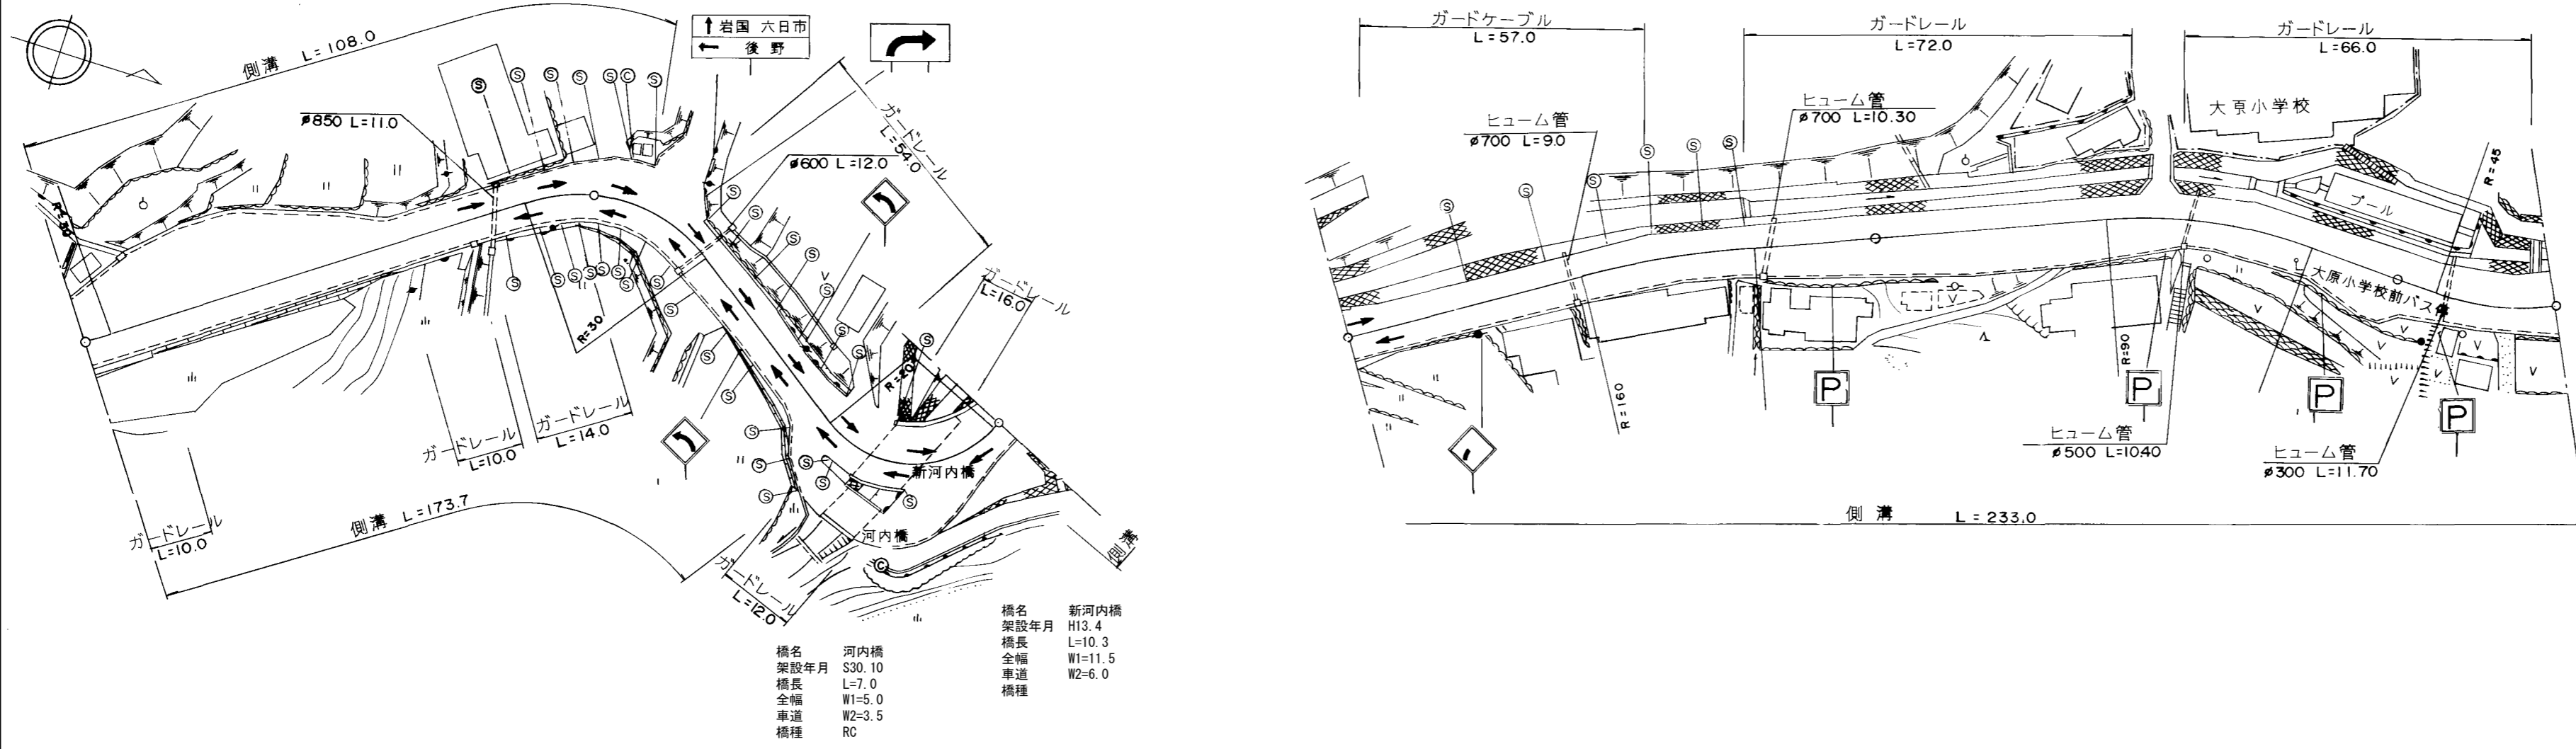 側溝 L=108.0
↑ 岩国 六日市
← 後野
ø850 L=11.0
ガードレール
L=54.0
ø600 L=12.0
ガードレール
L=16.0
R=30
新河内橋
河内橋
ガードレール
L=14.0
ガードレール
L=10.0
ガードレール
L=10.0
側溝 L=173.7
ガードレール
L=12.0
側溝
橋名 河内橋
架設年月 S30.10
橋長 L=7.0
全幅 W1=5.0
車道 W2=3.5
橋種 RC
橋名 新河内橋
架設年月 H13.4
橋長 L=10.3
全幅 W1=11.5
車道 W2=6.0
橋種
ガードケーブル
L=57.0
ガードレール
L=72.0
ガードレール
L=66.0
ヒューム管
ø700 L=9.0
ヒューム管
ø700 L=10.30
大原小学校
R=45
プール
大原小学校前バス停
R=160
R=90
P
P
P
P
ヒューム管
ø500 L=1040
ヒューム管
ø300 L=11.70
側溝 L=233.0